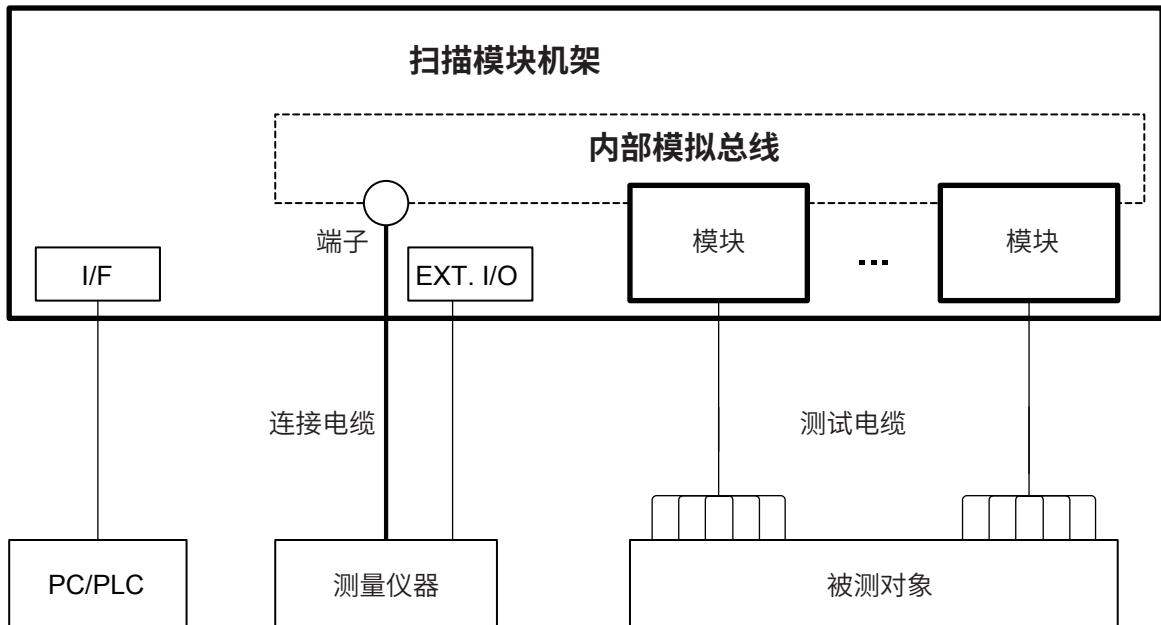 扫描模块机架
内部模拟总线
端子
模块
...
模块
I/F
EXT. I/O
连接电缆
测试电缆
PC/PLC
测量仪器
被测对象